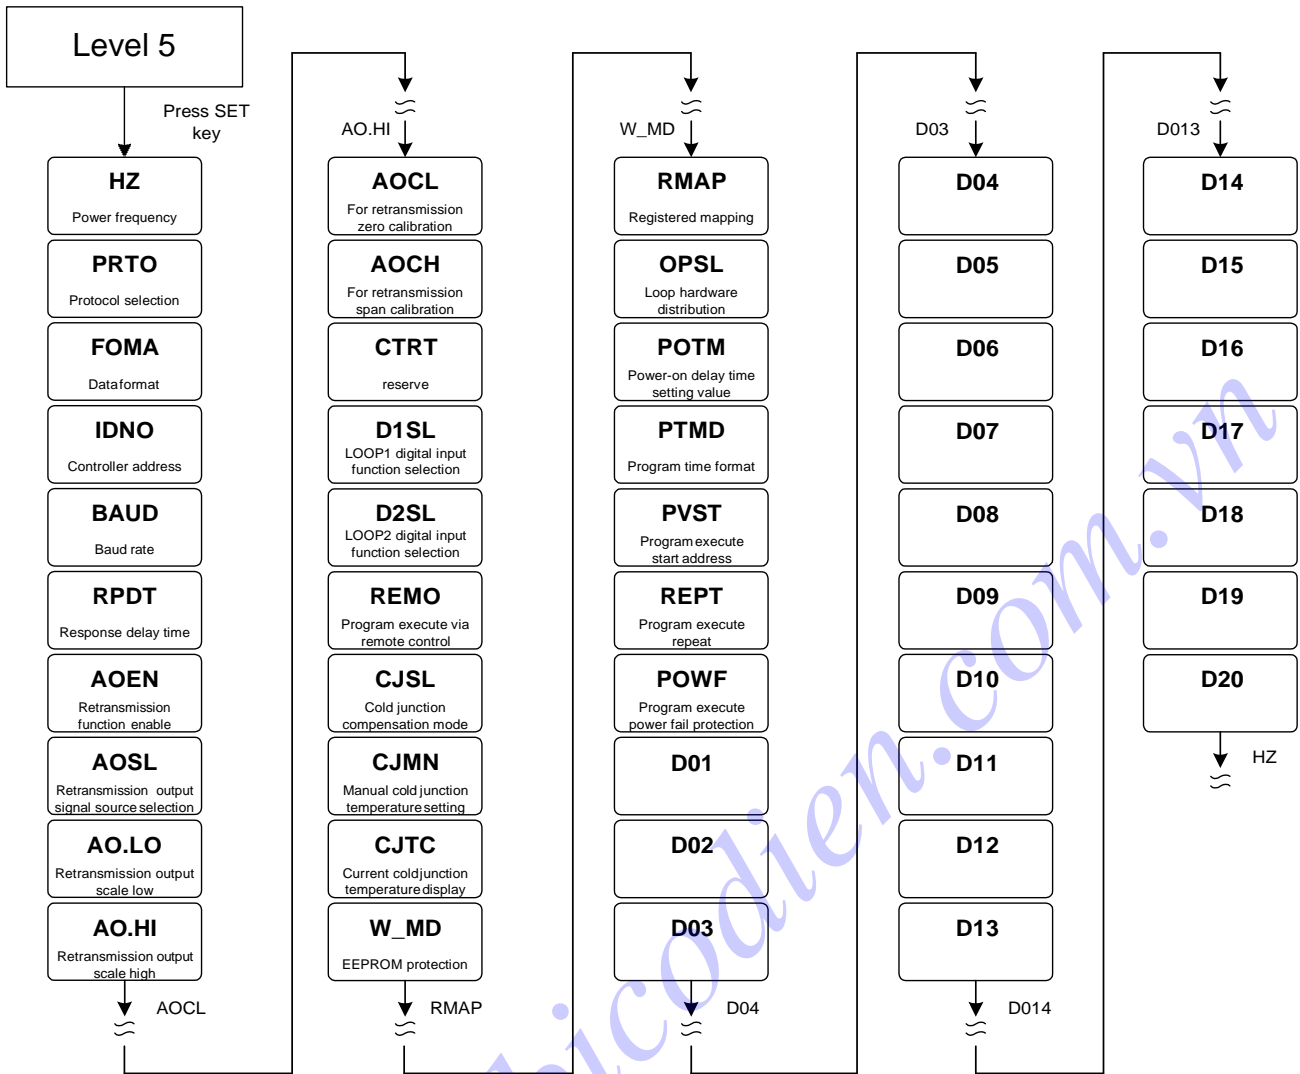 Level 5
Press SET
key
HZ
Power frequency
PRTO
Protocol selection
FOMA
Dataformat
IDNO
Controller address
BAUD
Baud rate
RPDT
Response delay time
AOEN
Retransmission
function enable
AOSL
Retransmission output
signal source selection
AO.LO
Retransmission output
scale low
AO.HI
Retransmission output
scale high
AOCL
AO.HI
AOCL
For retransmission
zero calibration
AOCH
For retransmission
span calibration
CTRT
reserve
D1SL
LOOP1 digital input
function selection
D2SL
LOOP2 digital input
function selection
REMO
Program execute via
remote control
CJSL
Cold junction
compensation mode
CJMN
Manual cold junction
temperature setting
CJTC
Current cold junction
temperature display
W_MD
EEPROM protection
RMAP
W_MD
RMAP
Registered mapping
OPSL
Loop hardware
distribution
POTM
Power-on delay time
setting value
PTMD
Program time format
PVST
Program execute
start address
REPT
Program execute
repeat
POWF
Program execute
power fail protection
D01
D02
D03
D04
D03
D04
D05
D06
D07
D08
D09
D10
D11
D12
D13
D014
D013
D14
D15
D16
D17
D18
D19
D20
HZ
bicodien.com.vn